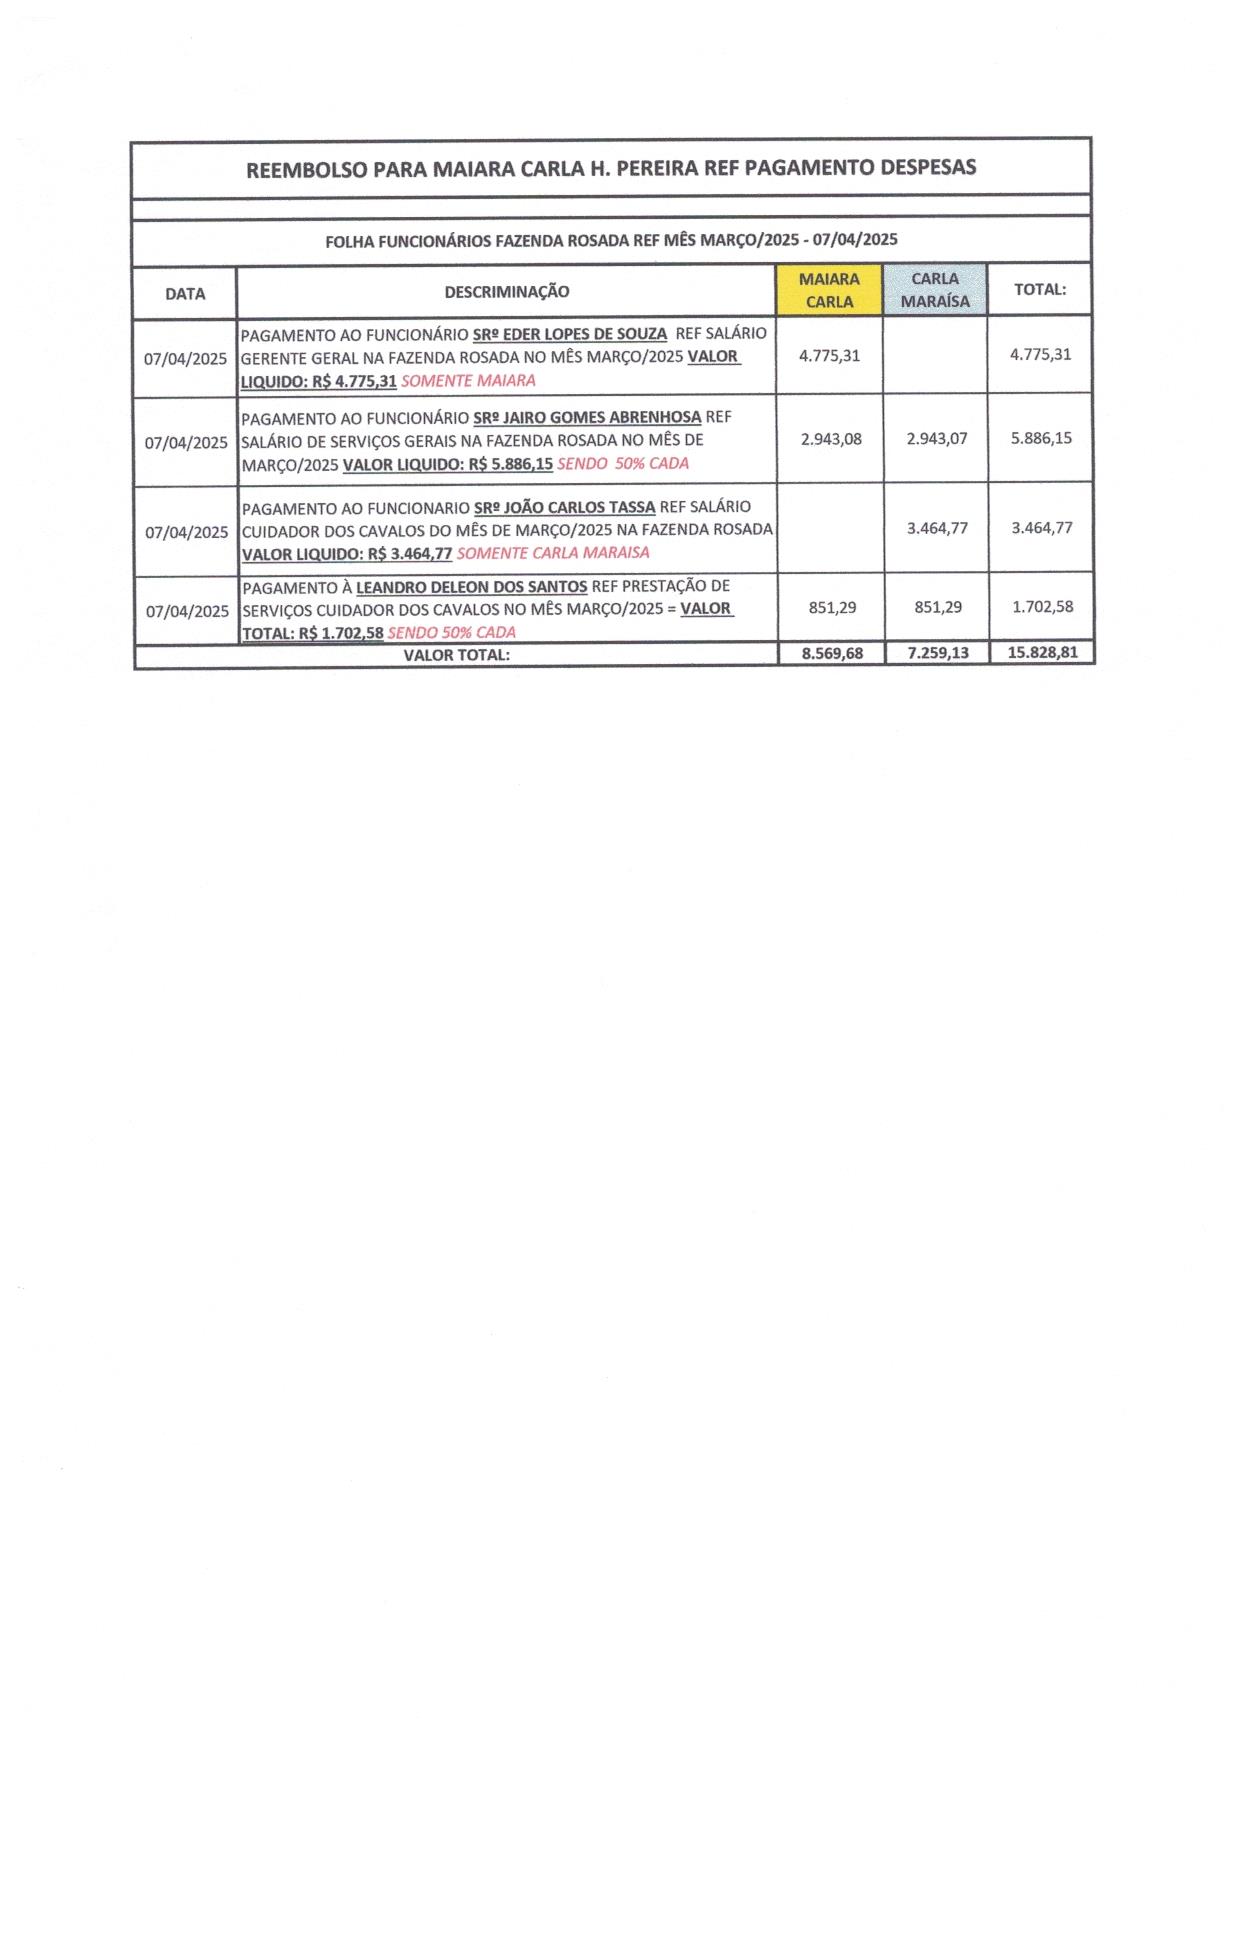 REEMBOLSO PARA MAIARA CARLA H. PEREIRA REF PAGAMENTO DESPESAS
FOLHA FUNCIONÁRIOS FAZENDA ROSADA REF MÊS MARÇO/2025 - 07/04/2025
DATA DESCRIMINAÇÃO MAIARA CARLA CARLA MARAÍSA TOTAL:
07/04/2025 PAGAMENTO AO FUNCIONÁRIO SRº EDER LOPES DE SOUZA REF SALÁRIO
GERENTE GERAL NA FAZENDA ROSADA NO MÊS MARÇO/2025 VALOR
LIQUIDO: R$ 4.775,31 SOMENTE MAIARA
4.775,31 4.775,31
07/04/2025 PAGAMENTO AO FUNCIONÁRIO SRº JAIRO GOMES ABRENHOSA REF
SALÁRIO DE SERVIÇOS GERAIS NA FAZENDA ROSADA NO MÊS DE
MARÇO/2025 VALOR LIQUIDO: R$ 5.886,15 SENDO 50% CADA
2.943,08 2.943,07 5.886,15
07/04/2025 PAGAMENTO AO FUNCIONARIO SRº JOÃO CARLOS TASSA REF SALÁRIO
CUIDADOR DOS CAVALOS DO MÊS DE MARÇO/2025 NA FAZENDA ROSADA
VALOR LIQUIDO: R$ 3.464,77 SOMENTE CARLA MARAISA
3.464,77 3.464,77
07/04/2025 PAGAMENTO À LEANDRO DELEON DOS SANTOS REF PRESTAÇÃO DE
SERVIÇOS CUIDADOR DOS CAVALOS NO MÊS MARÇO/2025 = VALOR
TOTAL: R$ 1.702,58 SENDO 50% CADA
851,29 851,29 1.702,58
VALOR TOTAL: 8.569,68 7.259,13 15.828,81